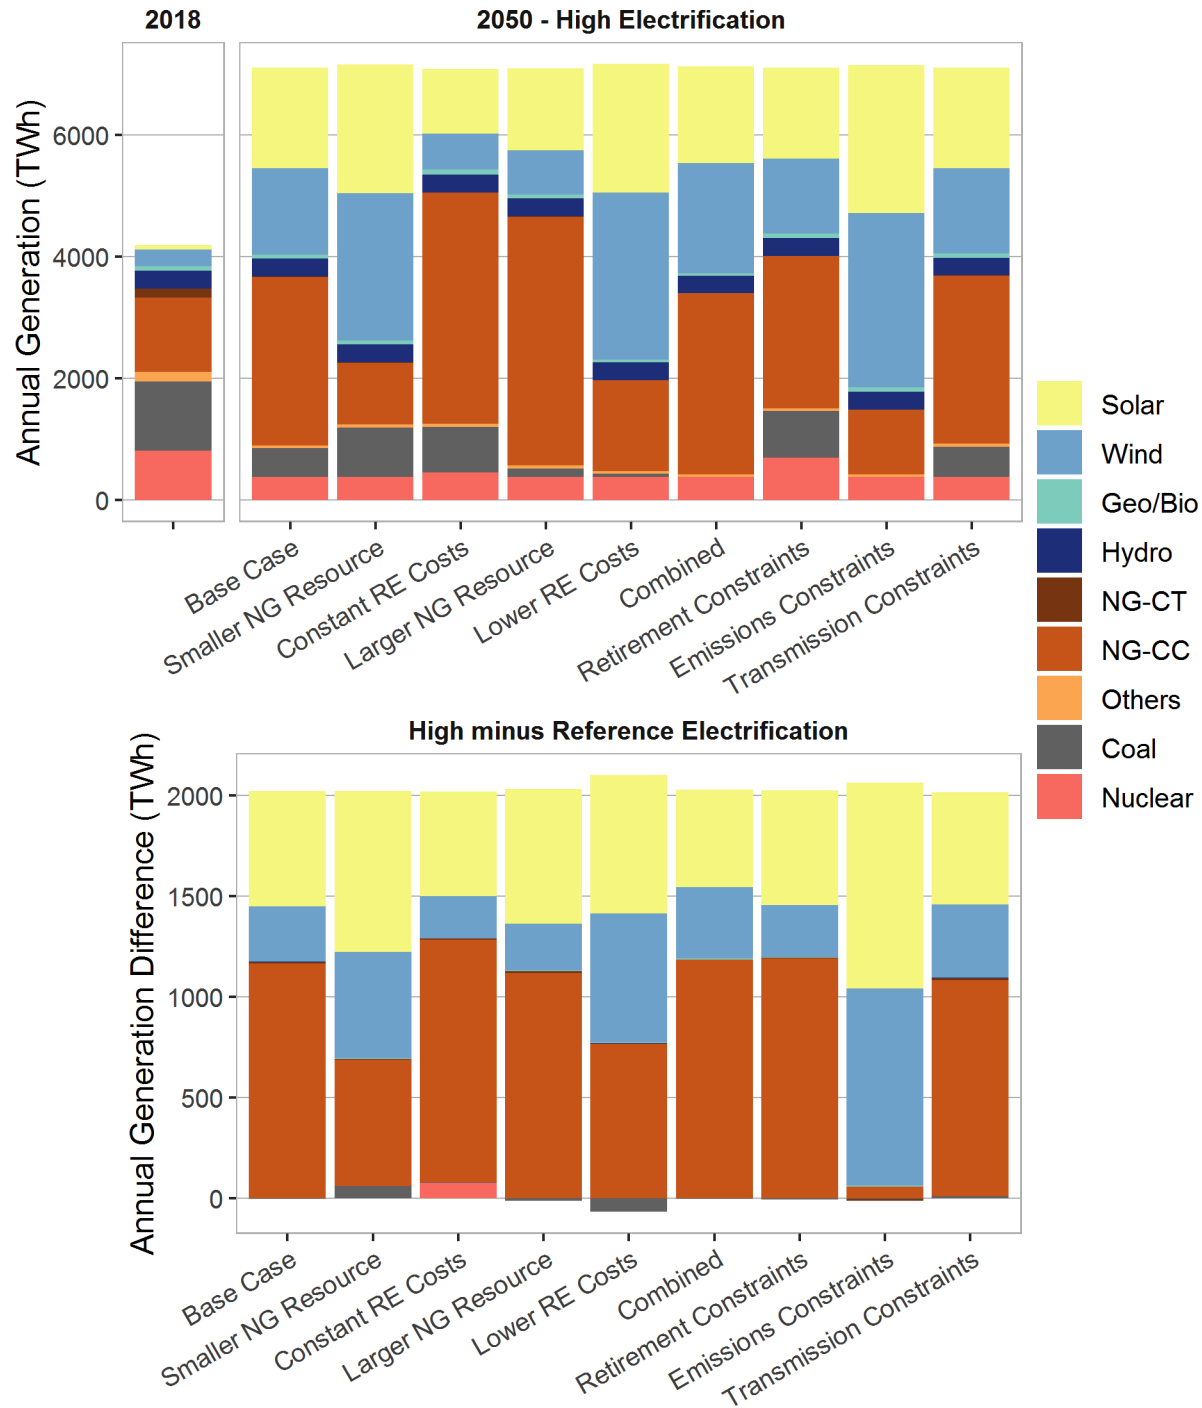 2018
2050 - High Electrification
Annual Generation (TWh)
6000
4000
2000
0
Base Case
Smaller NG Resource
Constant RE Costs
Larger NG Resource
Lower RE Costs
Combined
Retirement Constraints
Emissions Constraints
Transmission Constraints
Solar
Wind
Geo/Bio
Hydro
NG-CT
NG-CC
Others
Coal
Nuclear
High minus Reference Electrification
Annual Generation Difference (TWh)
2000
1500
1000
500
0
Base Case
Smaller NG Resource
Constant RE Costs
Larger NG Resource
Lower RE Costs
Combined
Retirement Constraints
Emissions Constraints
Transmission Constraints